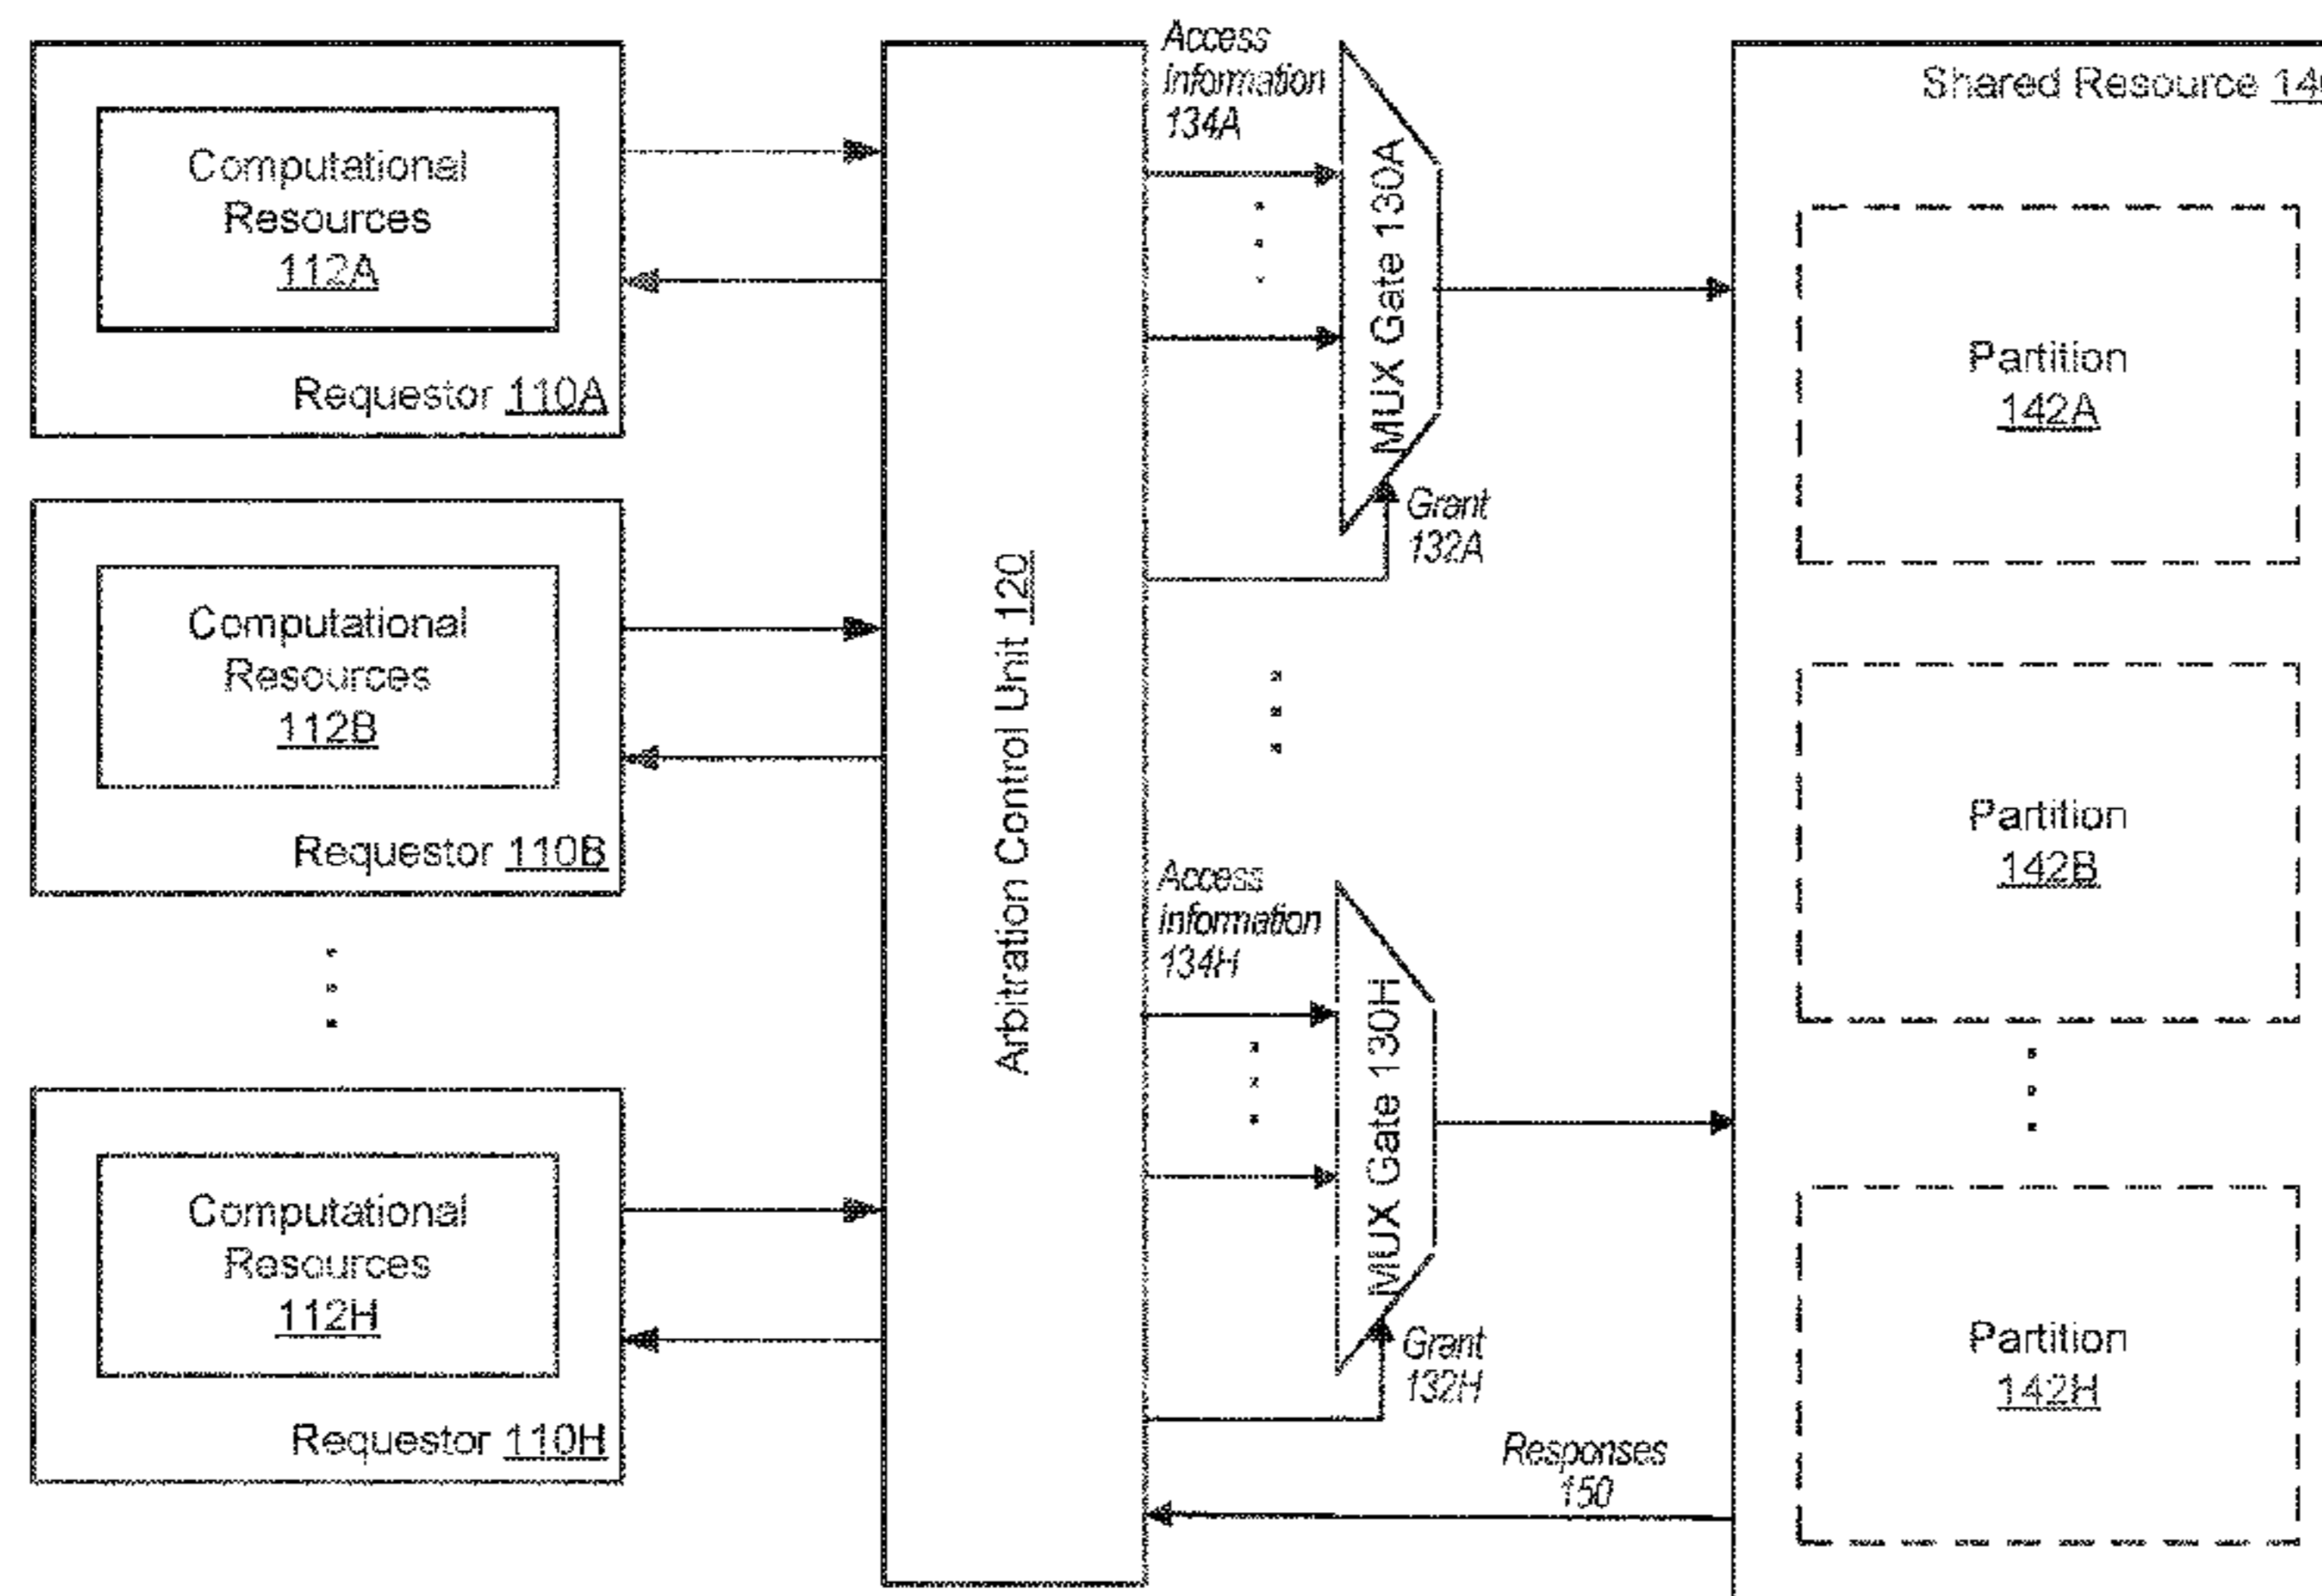 Computational
Resources
112A
Requestor 110A
Computational
Resources
112B
Requestor 110B
Computational
Resources
112H
Requestor 110H
Arbitration Control Unit 120
Access
Information
134A
MUX Gate 130A
Grant
132A
Access
Information
134H
MUX Gate 130H
Grant
132H
Responses
150
Shared Resource
Partition
142A
Partition
142B
Partition
142H